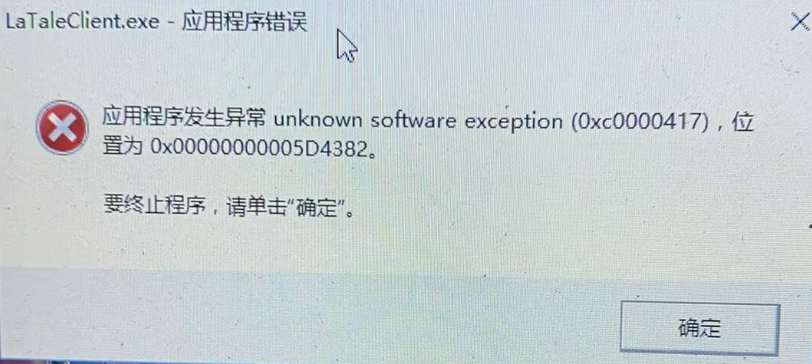 LaTaleClient.exe - 应用程序错误
应用程序发生异常 unknown software exception (0xc0000417)，位
置为 0x00000000005D4382。
要终止程序，请单击“确定”。
确定